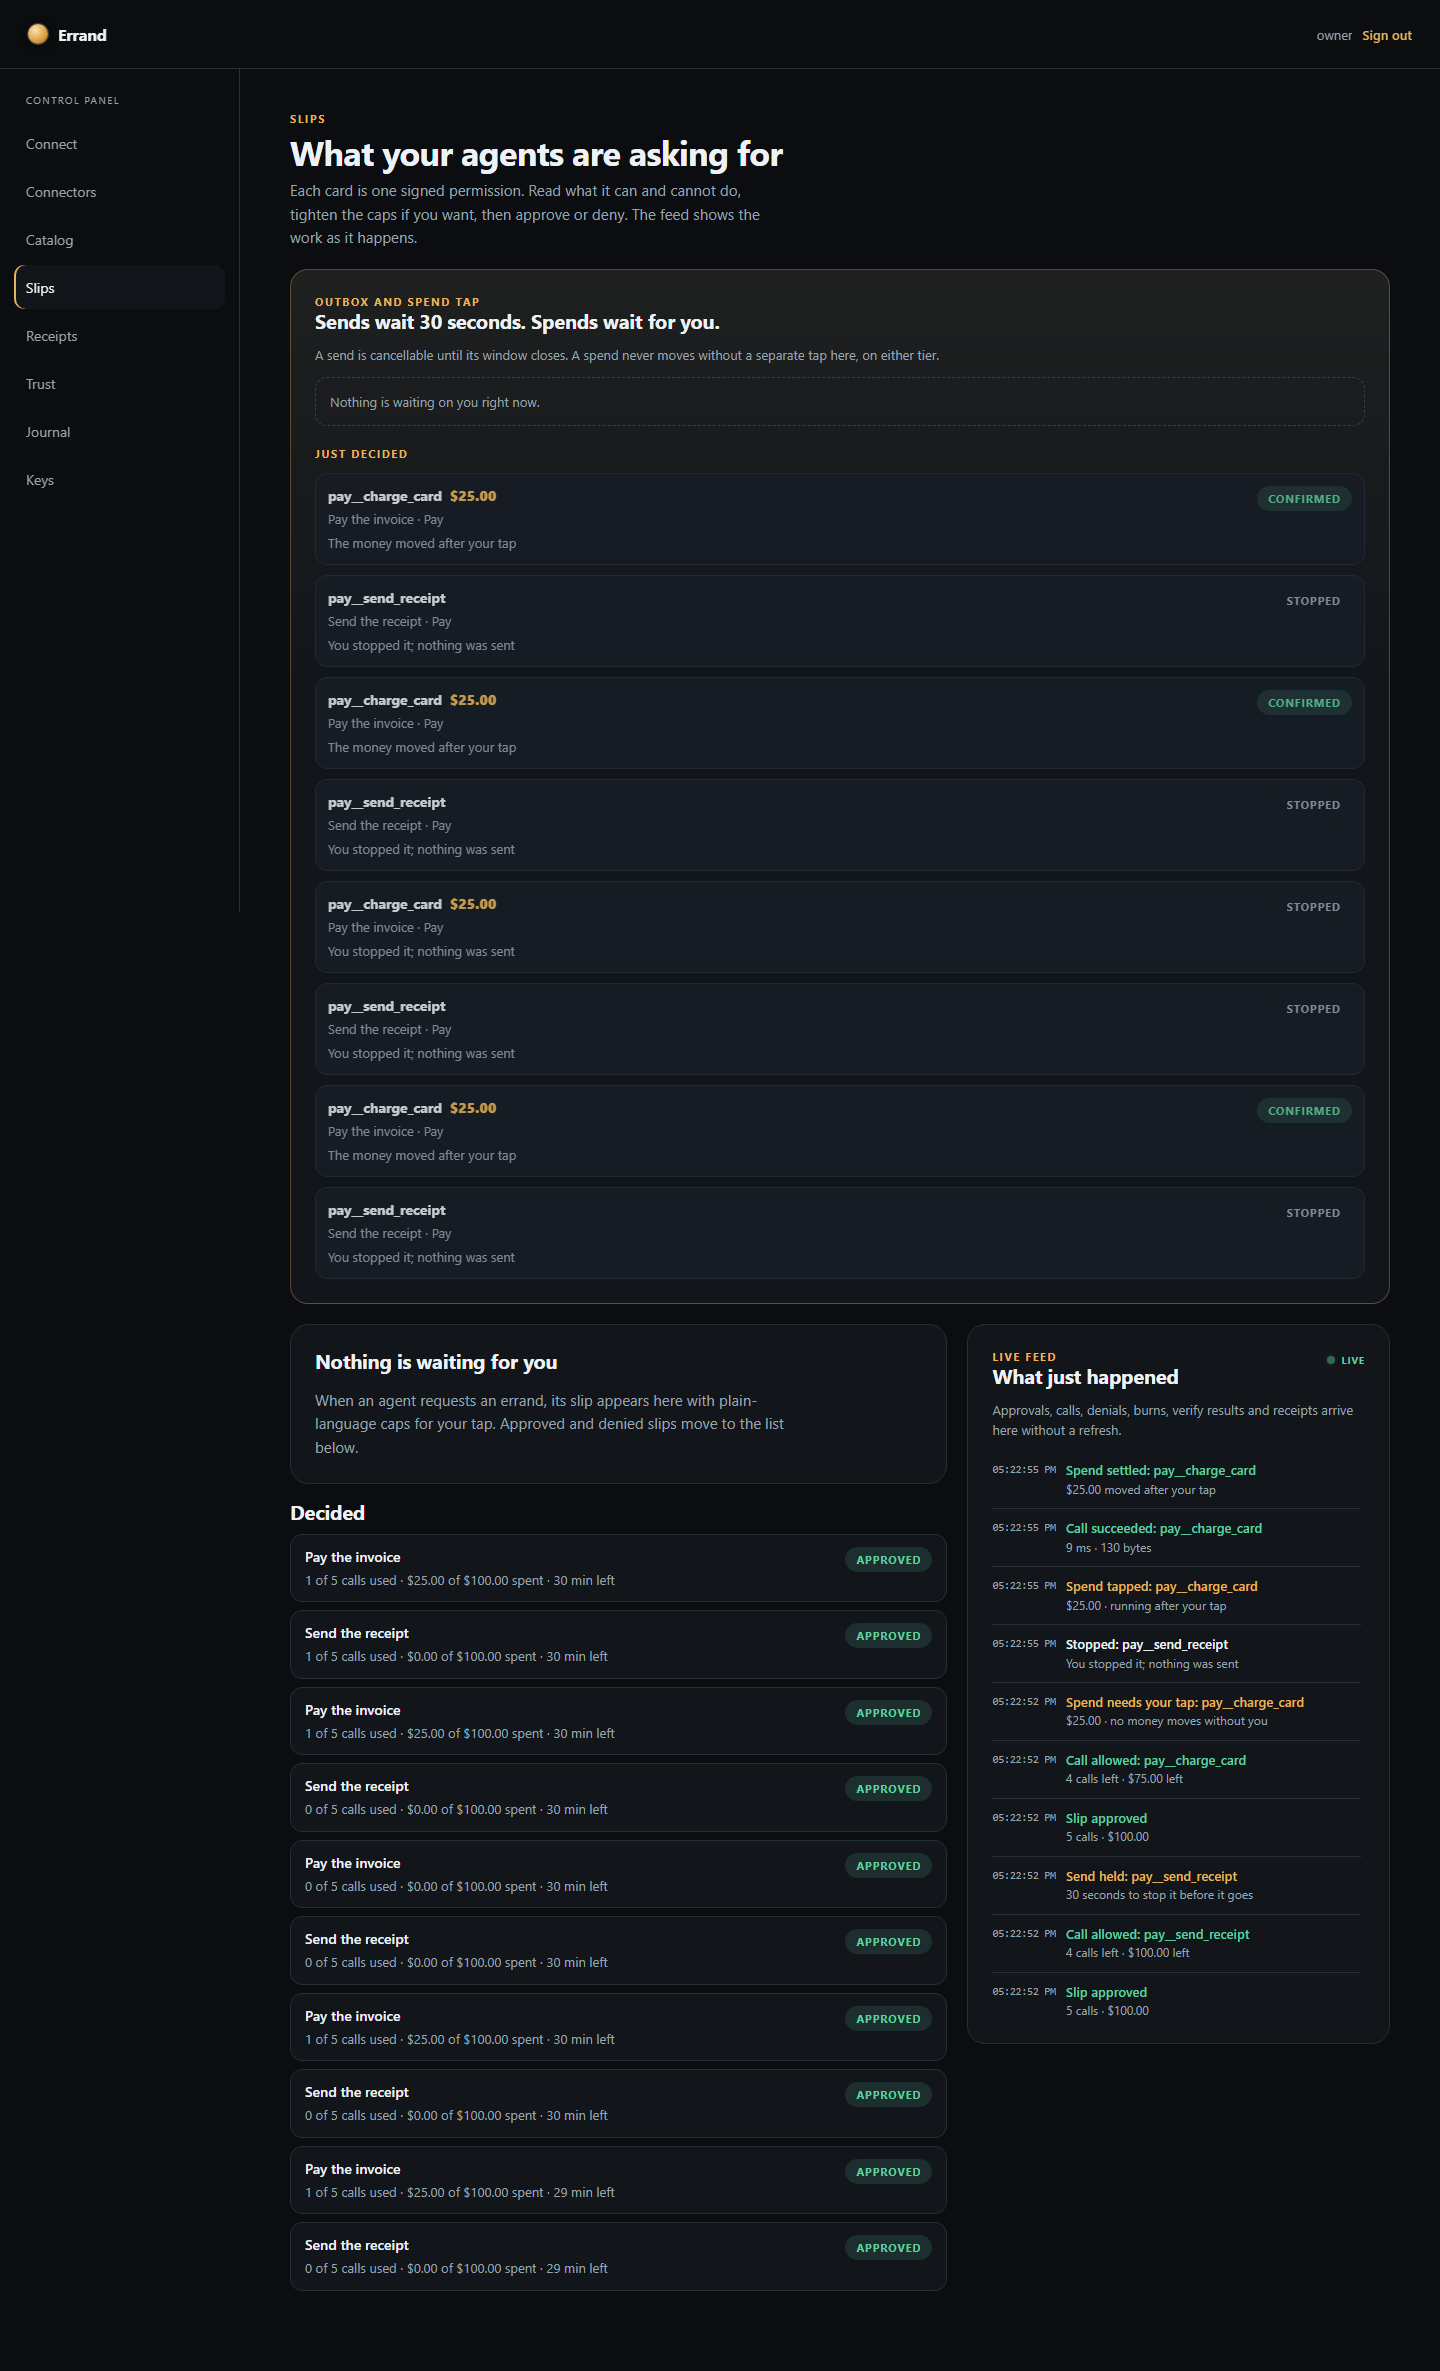 Errand
owner Sign out
CONTROL PANEL
Connect
Connectors
Catalog
Slips
Receipts
Trust
Journal
Keys
SLIPS
What your agents are asking for
Each card is one signed permission. Read what it can and cannot do,
tighten the caps if you want, then approve or deny. The feed shows the
work as it happens.
OUTBOX AND SPEND TAP
Sends wait 30 seconds. Spends wait for you.
A send is cancellable until its window closes. A spend never moves without a separate tap here, on either tier.
Nothing is waiting on you right now.
JUST DECIDED
pay__charge_card $25.00 CONFIRMED
Pay the invoice · Pay
The money moved after your tap
pay__send_receipt STOPPED
Send the receipt · Pay
You stopped it; nothing was sent
pay__charge_card $25.00 CONFIRMED
Pay the invoice · Pay
The money moved after your tap
pay__send_receipt STOPPED
Send the receipt · Pay
You stopped it; nothing was sent
pay__charge_card $25.00 STOPPED
Pay the invoice · Pay
You stopped it; nothing was sent
pay__send_receipt STOPPED
Send the receipt · Pay
You stopped it; nothing was sent
pay__charge_card $25.00 CONFIRMED
Pay the invoice · Pay
The money moved after your tap
pay__send_receipt STOPPED
Send the receipt · Pay
You stopped it; nothing was sent
Nothing is waiting for you
When an agent requests an errand, its slip appears here with plain-
language caps for your tap. Approved and denied slips move to the list
below.
Decided
Pay the invoice APPROVED
1 of 5 calls used · $25.00 of $100.00 spent · 30 min left
Send the receipt APPROVED
1 of 5 calls used · $0.00 of $100.00 spent · 30 min left
Pay the invoice APPROVED
1 of 5 calls used · $25.00 of $100.00 spent · 30 min left
Send the receipt APPROVED
0 of 5 calls used · $0.00 of $100.00 spent · 30 min left
Pay the invoice APPROVED
0 of 5 calls used · $0.00 of $100.00 spent · 30 min left
Send the receipt APPROVED
0 of 5 calls used · $0.00 of $100.00 spent · 30 min left
Pay the invoice APPROVED
1 of 5 calls used · $25.00 of $100.00 spent · 30 min left
Send the receipt APPROVED
0 of 5 calls used · $0.00 of $100.00 spent · 30 min left
Pay the invoice APPROVED
1 of 5 calls used · $25.00 of $100.00 spent · 29 min left
Send the receipt APPROVED
0 of 5 calls used · $0.00 of $100.00 spent · 29 min left
LIVE FEED
LIVE
What just happened
Approvals, calls, denials, burns, verify results and receipts arrive
here without a refresh.
05:22:55 PM Spend settled: pay__charge_card
$25.00 moved after your tap
05:22:55 PM Call succeeded: pay__charge_card
9 ms · 130 bytes
05:22:55 PM Spend tapped: pay__charge_card
$25.00 · running after your tap
05:22:55 PM Stopped: pay__send_receipt
You stopped it; nothing was sent
05:22:52 PM Spend needs your tap: pay__charge_card
$25.00 · no money moves without you
05:22:52 PM Call allowed: pay__charge_card
4 calls left · $75.00 left
05:22:52 PM Slip approved
5 calls · $100.00
05:22:52 PM Send held: pay__send_receipt
30 seconds to stop it before it goes
05:22:52 PM Call allowed: pay__send_receipt
4 calls left · $100.00 left
05:22:52 PM Slip approved
5 calls · $100.00